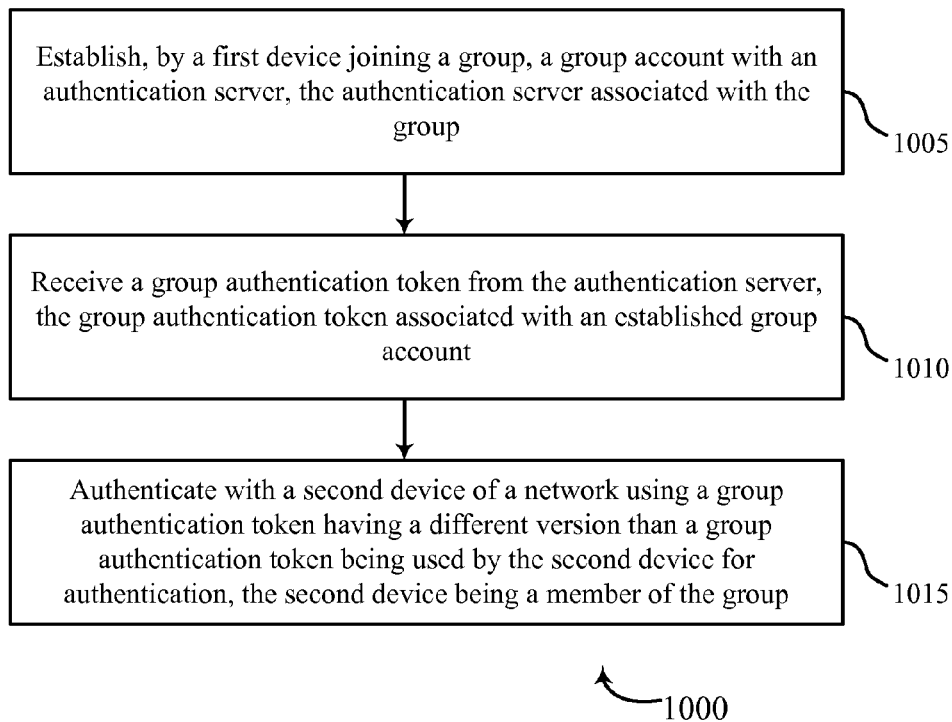 Establish, by a first device joining a group, a group account with an
authentication server, the authentication server associated with the
group
1005
Receive a group authentication token from the authentication server,
the group authentication token associated with an established group
account
1010
Authenticate with a second device of a network using a group
authentication token having a different version than a group
authentication token being used by the second device for
authentication, the second device being a member of the group
1015
1000